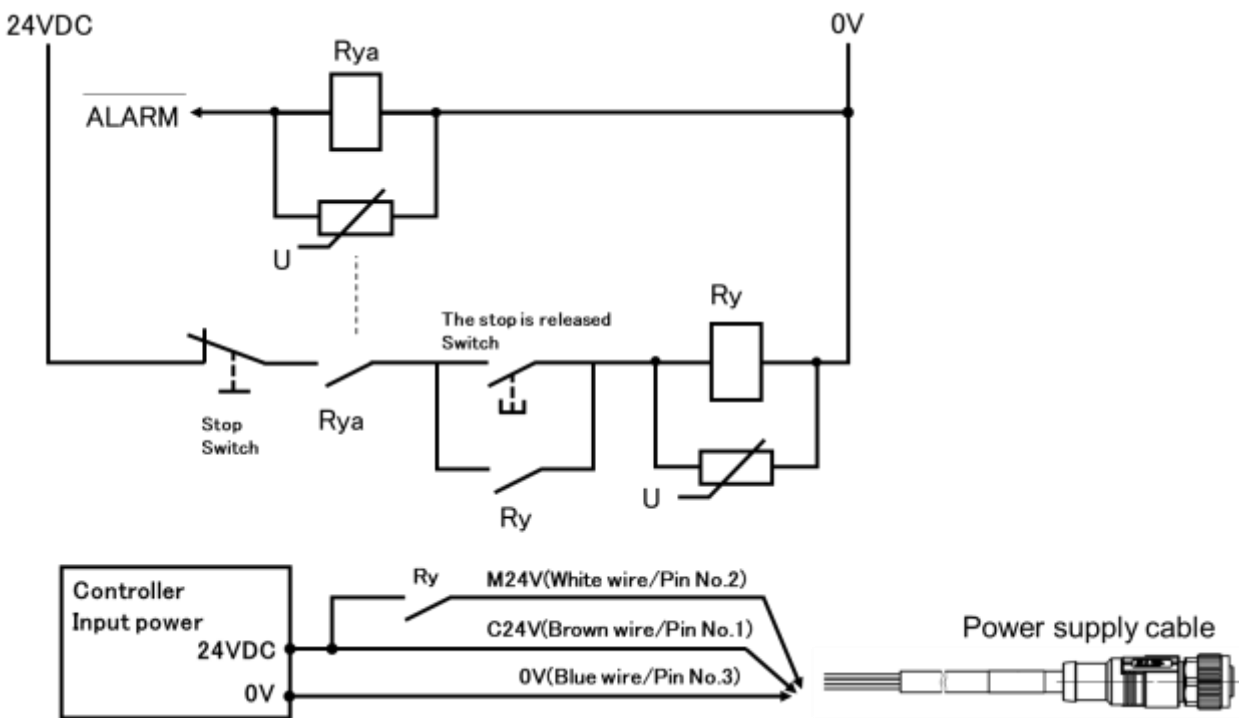 24VDC
0V
Rya
ALARM
U
The stop is released
Switch
Ry
Stop
Switch
Rya
U
Ry
Controller
Input power
24VDC
0V
Ry
M24V(White wire/Pin No.2)
C24V(Brown wire/Pin No.1)
0V(Blue wire/Pin No.3)
Power supply cable